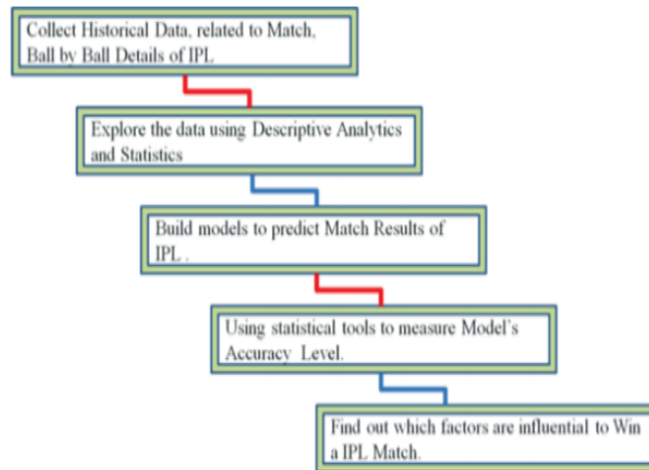 Collect Historical Data, related to Match,
Ball by Ball Details of IPL
Explore the data using Descriptive Analytics
and Statistics
Build models to predict Match Results of
IPL .
Using statistical tools to measure Model's
Accuracy Level.
Find out which factors are influential to Win
a IPL Match.